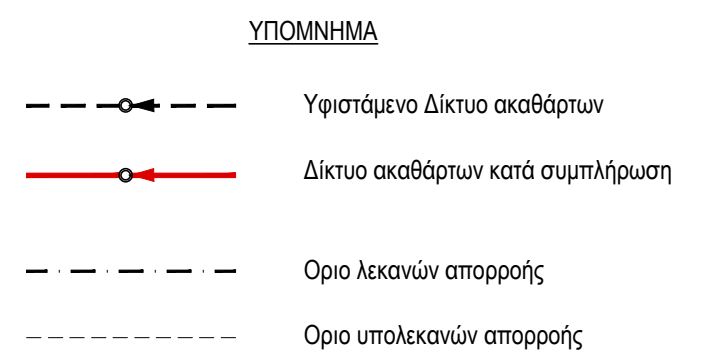 ΥΠΟΜΝΗΜΑ
Υφιστάμενο Δίκτυο ακαθάρτων
Δίκτυο ακαθάρτων κατά συμπλήρωση
Οριο λεκανών απορροής
Οριο υπολεκανών απορροής